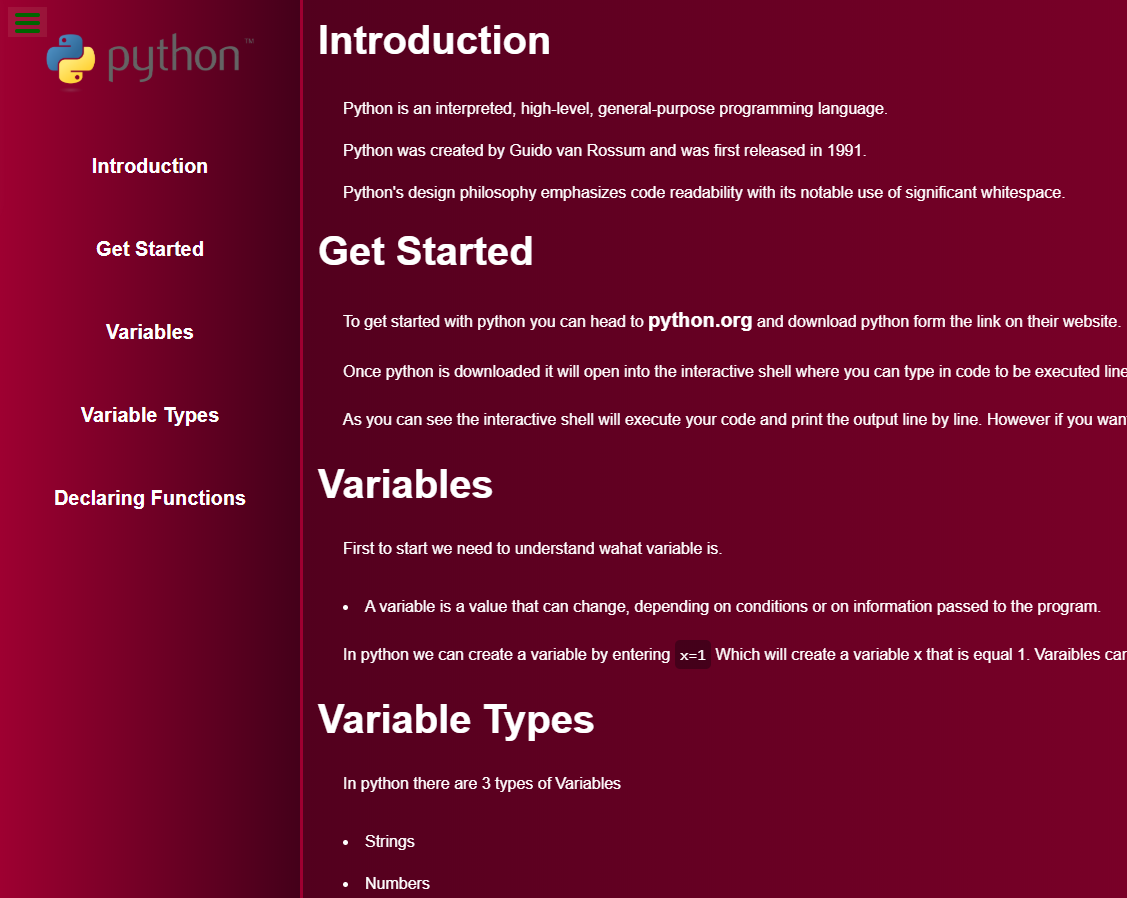 python™
Introduction
Get Started
Variables
Variable Types
Declaring Functions
Introduction
Python is an interpreted, high-level, general-purpose programming language.
Python was created by Guido van Rossum and was first released in 1991.
Python's design philosophy emphasizes code readability with its notable use of significant whitespace.
Get Started
To get started with python you can head to python.org and download python form the link on their website.
Once python is downloaded it will open into the interactive shell where you can type in code to be executed line
As you can see the interactive shell will execute your code and print the output line by line. However if you wan
Variables
First to start we need to understand wahat variable is.
• A variable is a value that can change, depending on conditions or on information passed to the program.
In python we can create a variable by entering x=1 Which will create a variable x that is equal 1. Varaibles can
Variable Types
In python there are 3 types of Variables
• Strings
• Numbers